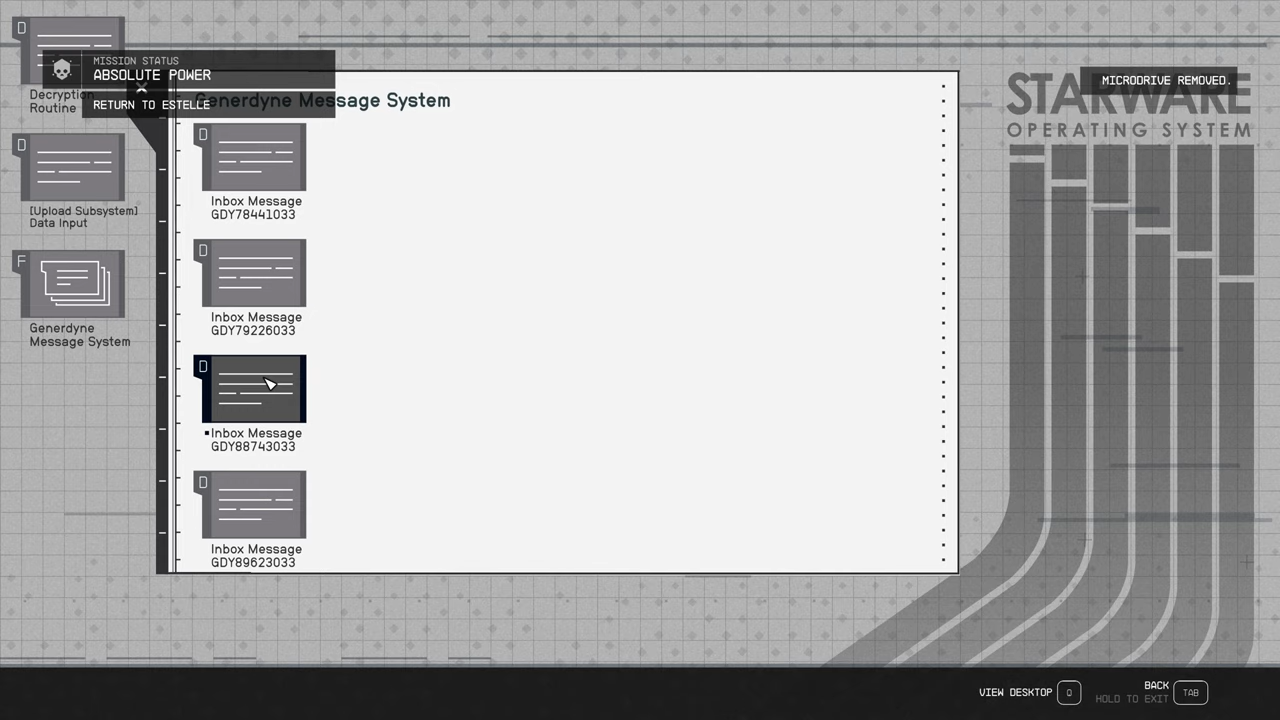 D
MISSION STATUS
ABSOLUTE POWER
RETURN TO ESTELLE
Decryption
Routine
D
[Upload Subsystem]
Data Input
F
Generdyne
Message System
Generdyne Message System
D
Inbox Message
GDY78441033
D
Inbox Message
GDY79226033
D
Inbox Message
GDY88743033
D
Inbox Message
GDY89623033
MICRODRIVE REMOVED.
STARWARE
OPERATING SYSTEM
VIEW DESKTOP Q
BACK
HOLD TO EXIT TAB